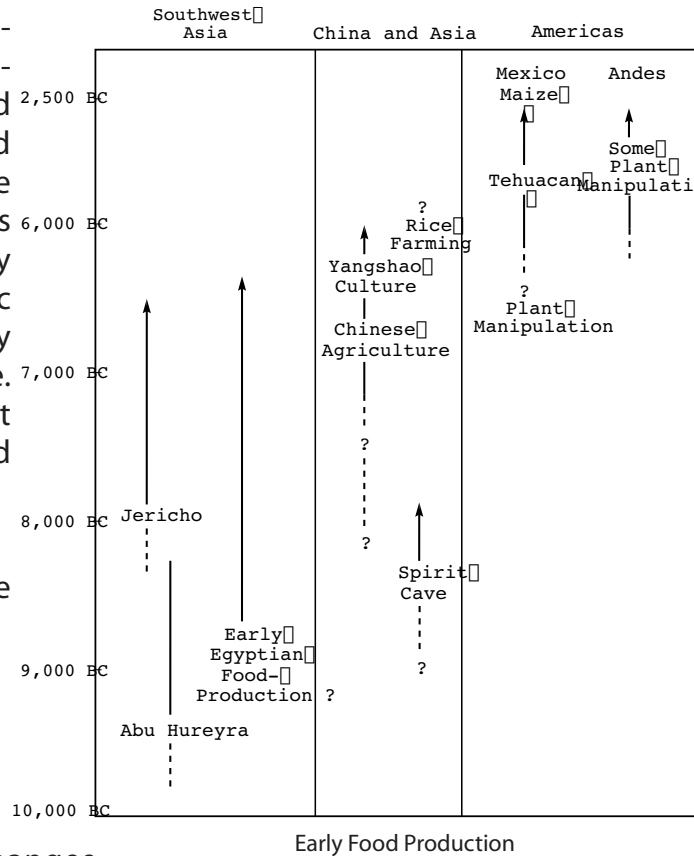 Southwest
Asia
China and Asia
Americas
Mexico
Maize
Andes
2,500 BC
Some
Plant
Manipulati
Tehuacan
6,000 BC
?
Rice
Farming
Yangshao
Culture
?
Plant
Manipulation
Chinese
Agriculture
7,000 BC
?
8,000 BC
Jericho
?
Spirit
Cave
Early
Egyptian
Food-
Production ?
9,000 BC
?
Abu Hureyra
10,000 BC
Early Food Production